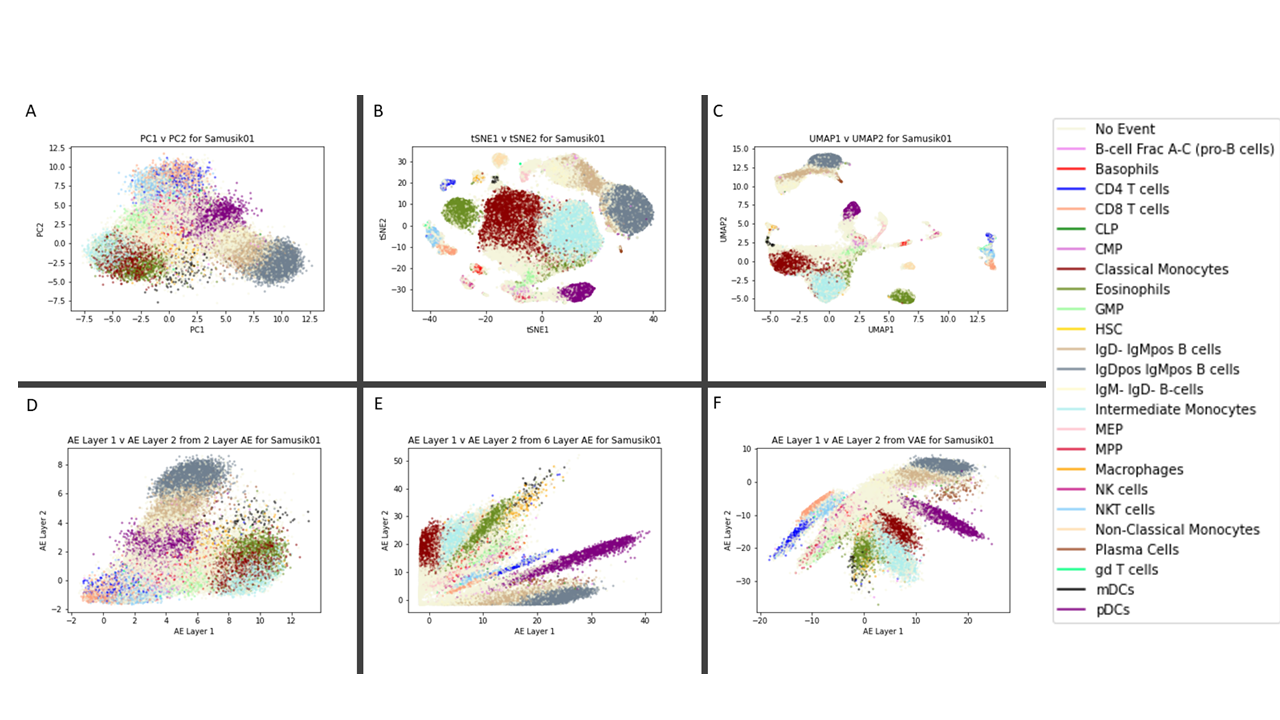 A
PC1 v PC2 for Samusik01
12.5
10.0
7.5
5.0
2.5
0.0
−2.5
−5.0
−7.5
PC2
−7.5 −5.0 −2.5 0.0 2.5 5.0 7.5 10.0 12.5
PC1
B
tSNE1 v tSNE2 for Samusik01
30
20
10
0
−10
−20
−30
tSNE2
−40 −20 0 20 40
tSNE1
C
UMAP1 v UMAP2 for Samusik01
15.0
12.5
10.0
7.5
5.0
2.5
0.0
−2.5
−5.0
UMAP2
−5.0 −2.5 0.0 2.5 5.0 7.5 10.0 12.5
UMAP1
D
AE Layer 1 v AE Layer 2 from 2 Layer AE for Samusik01
8
6
4
2
0
−2
AE Layer 2
−2 0 2 4 6 8 10 12
AE Layer 1
E
AE Layer 1 v AE Layer 2 from 6 Layer AE for Samusik01
50
40
30
20
10
0
AE Layer 2
0 10 20 30 40
AE Layer 1
F
AE Layer 1 v AE Layer 2 from VAE for Samusik01
10
0
−10
−20
−30
AE Layer 2
−20 −10 0 10 20
AE Layer 1
No Event
B-cell Frac A-C (pro-B cells)
Basophils
CD4 T cells
CD8 T cells
CLP
CMP
Classical Monocytes
Eosinophils
GMP
HSC
IgD- IgMpos B cells
IgDpos IgMpos B cells
IgM- IgD- B-cells
Intermediate Monocytes
MEP
MPP
Macrophages
NK cells
NKT cells
Non-Classical Monocytes
Plasma Cells
gd T cells
mDCs
pDCs